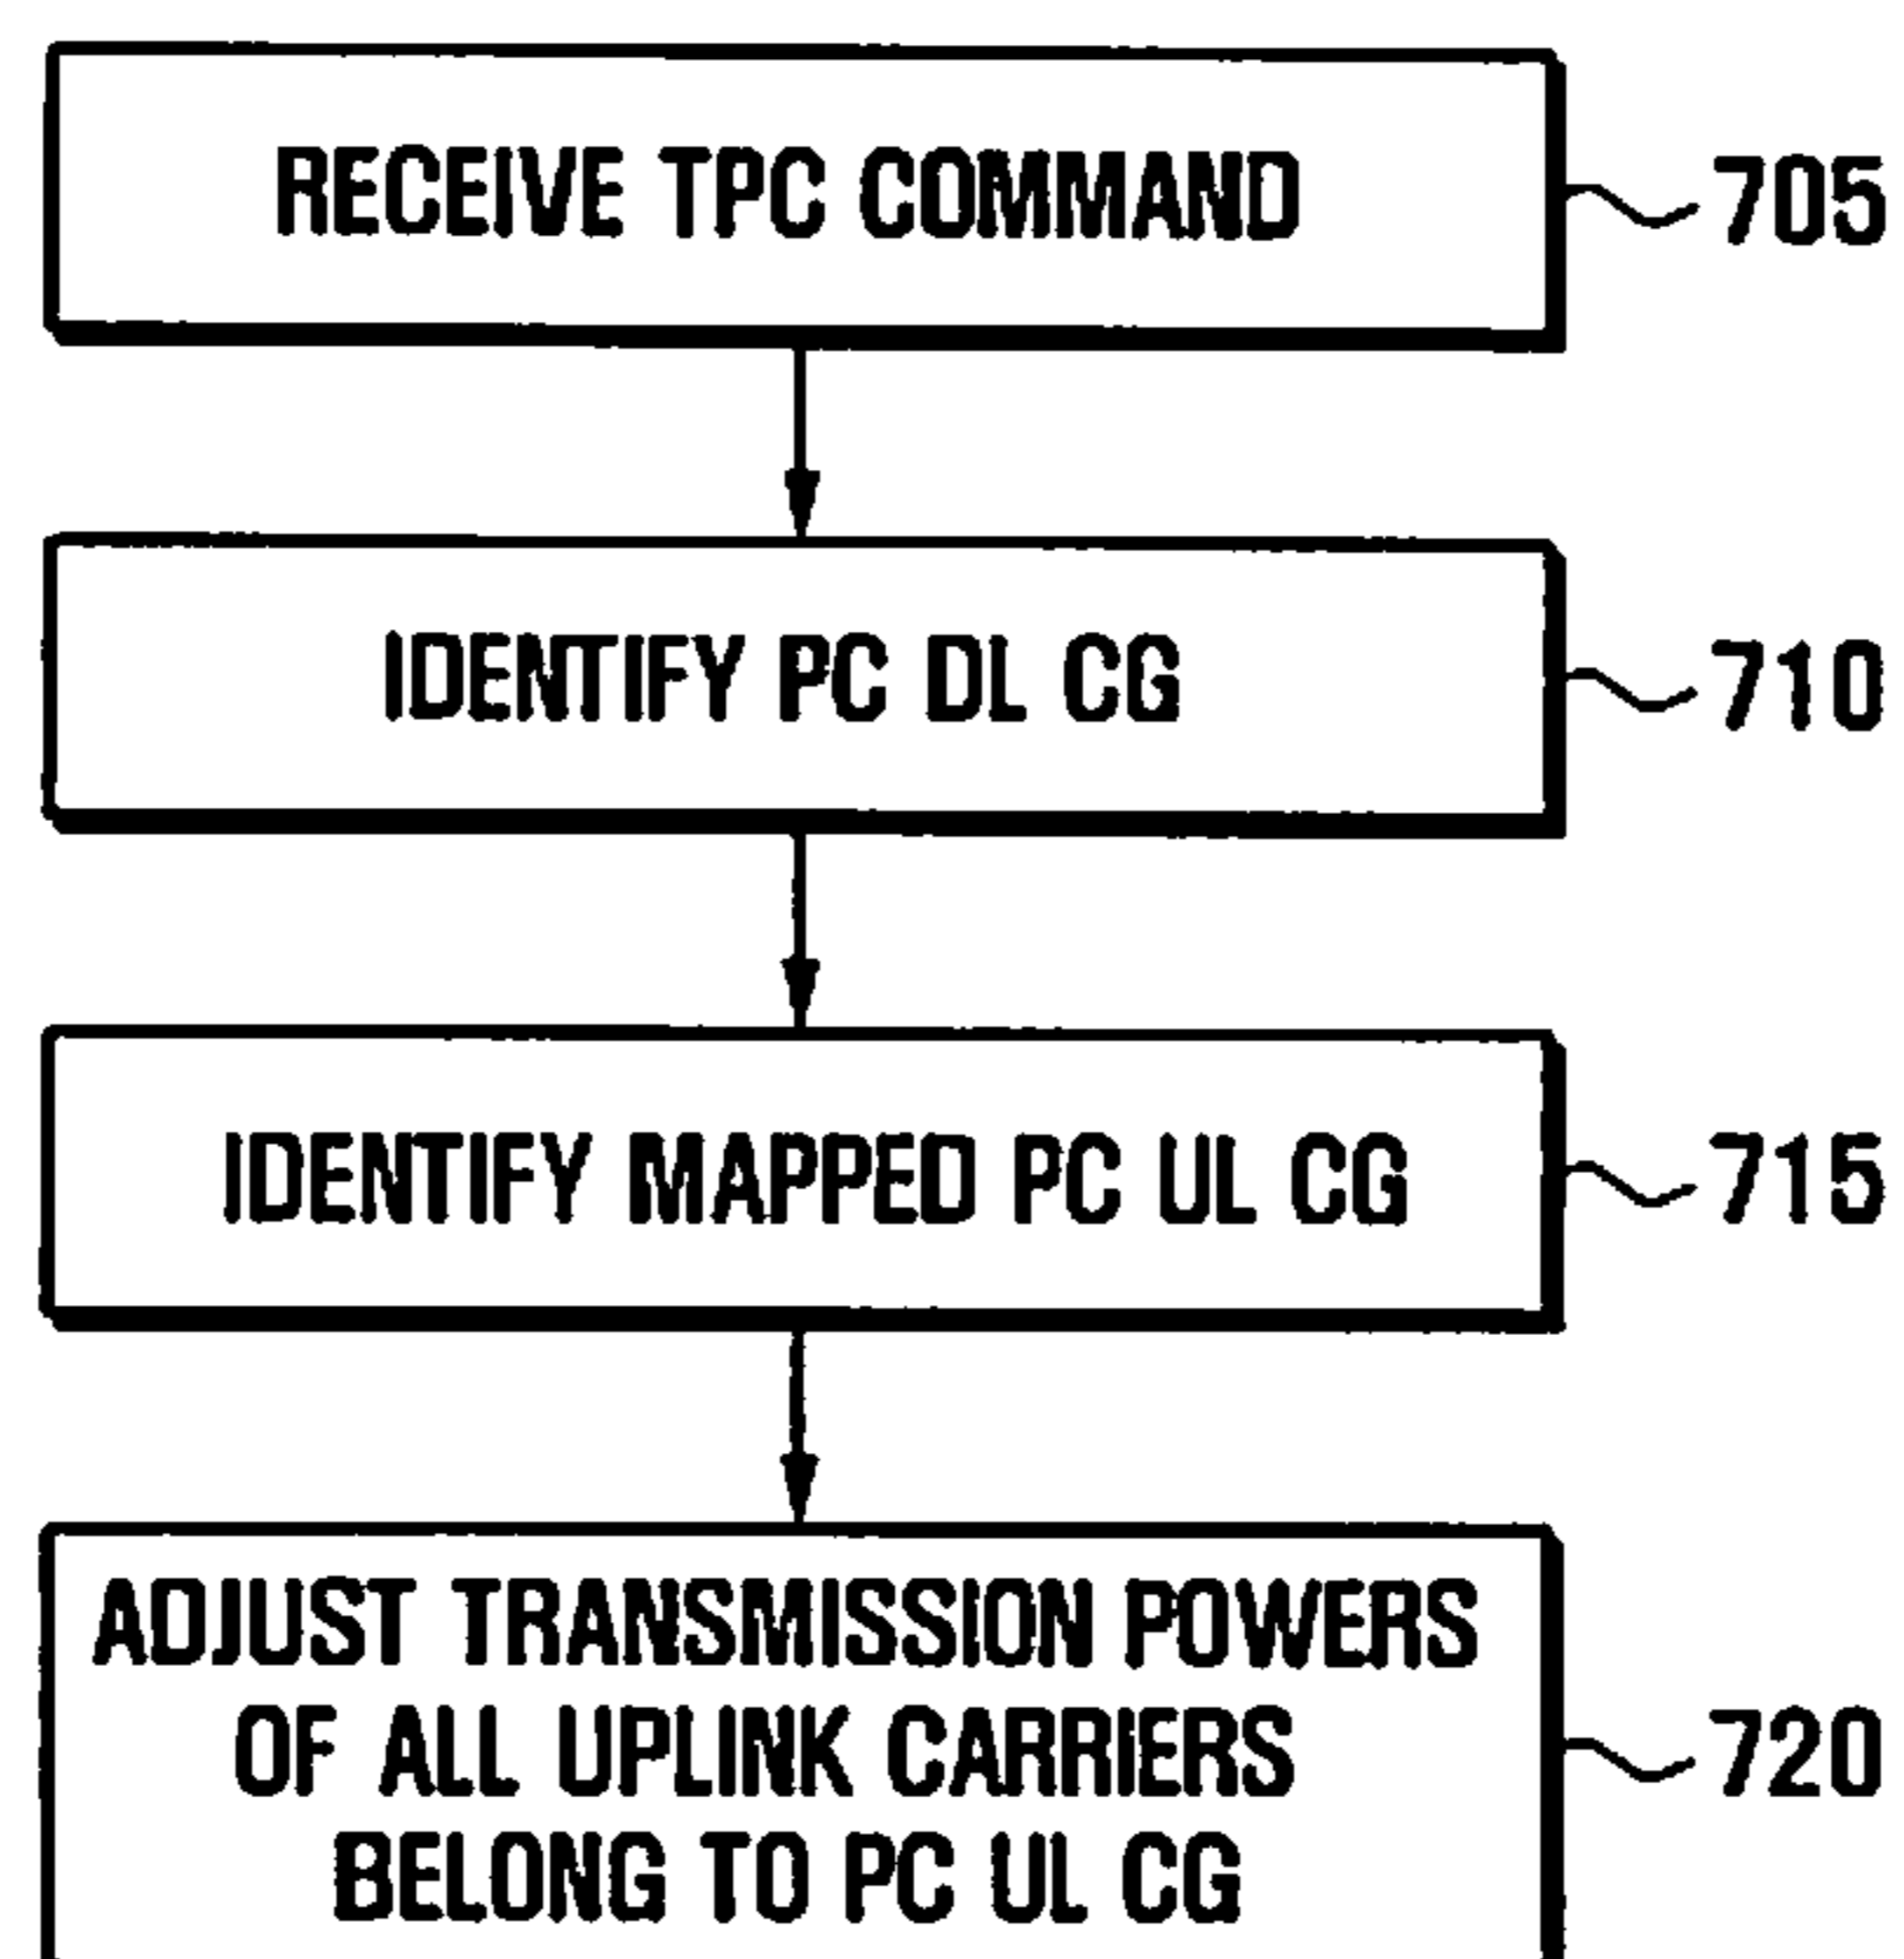 RECEIVE TPC COMMAND
705
IDENTIFY PC DL CG
710
IDENTIFY MAPPED PC UL CG
715
ADJUST TRANSMISSION POWERS
OF ALL UPLINK CARRIERS
720
BELONG TO PC UL CG